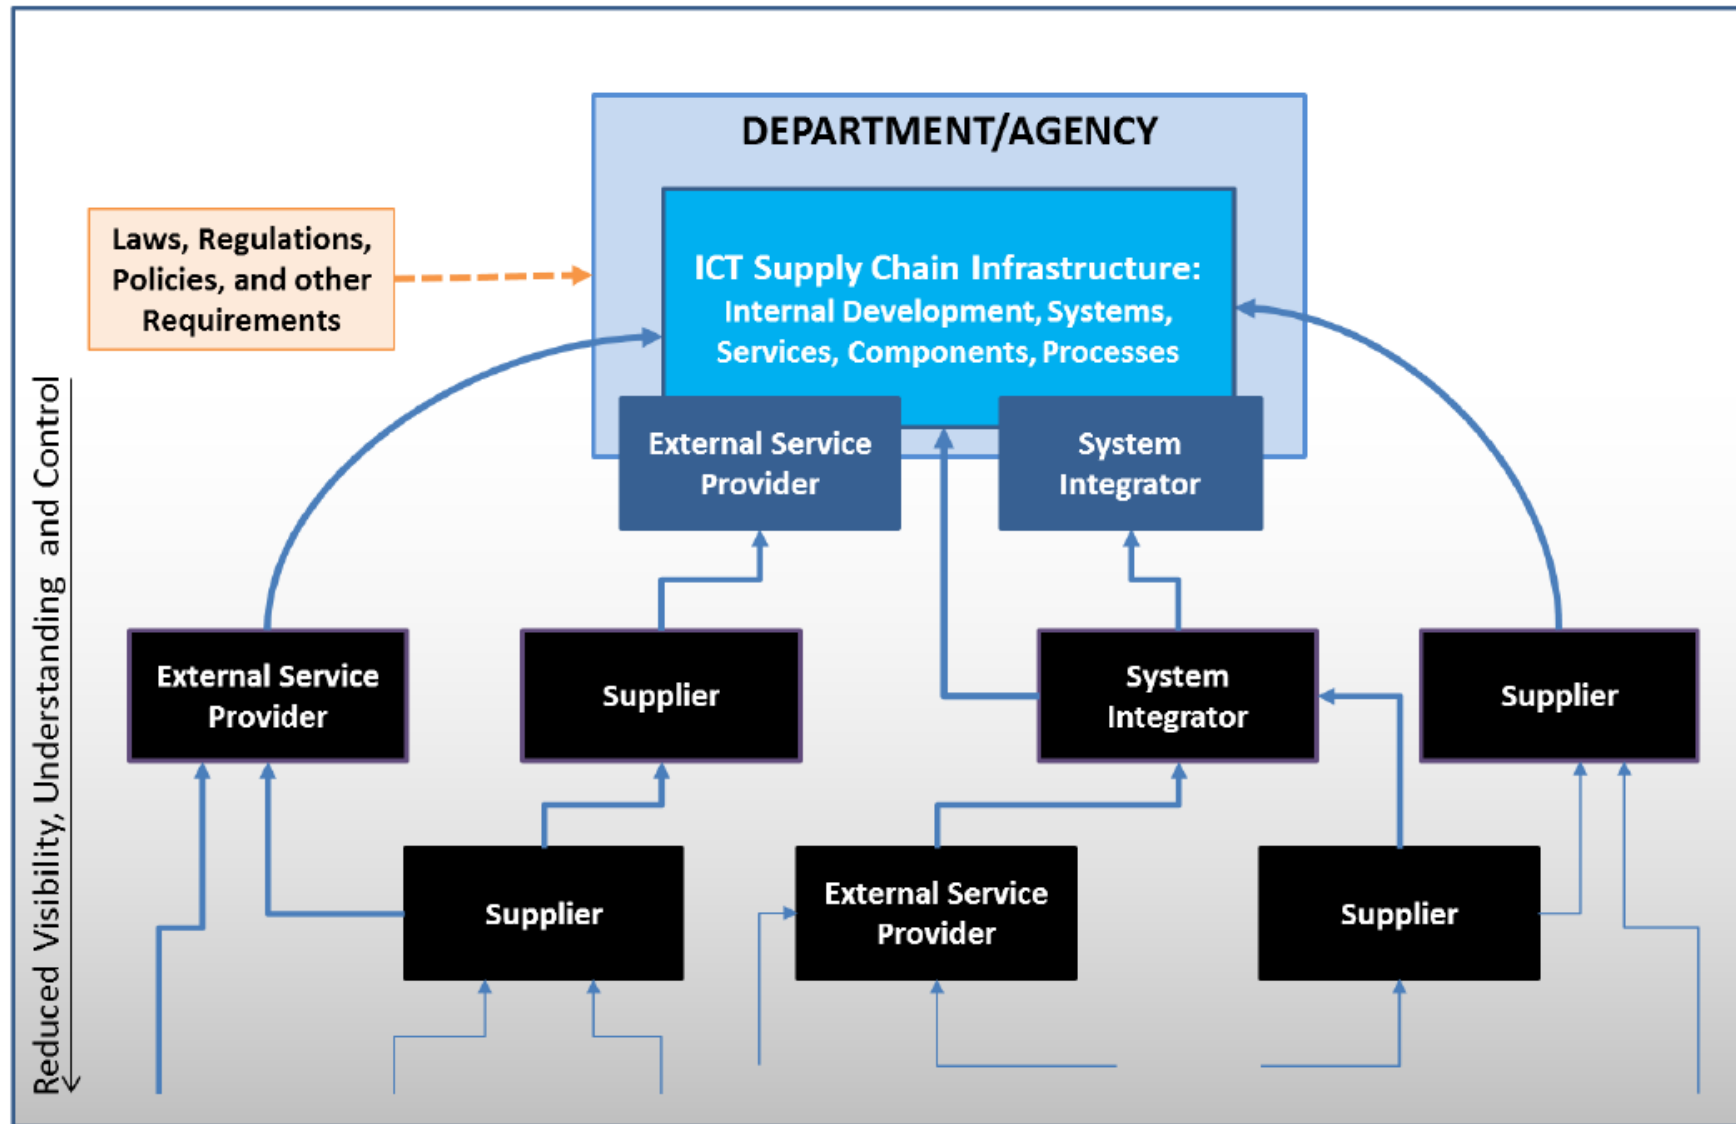 DEPARTMENT/AGENCY
Laws, Regulations,
Policies, and other
Requirements
ICT Supply Chain Infrastructure:
Internal Development, Systems,
Services, Components, Processes
External Service
Provider
System
Integrator
Reduced Visibility, Understanding and Control
External Service
Provider
Supplier
System
Integrator
Supplier
Supplier
External Service
Provider
Supplier